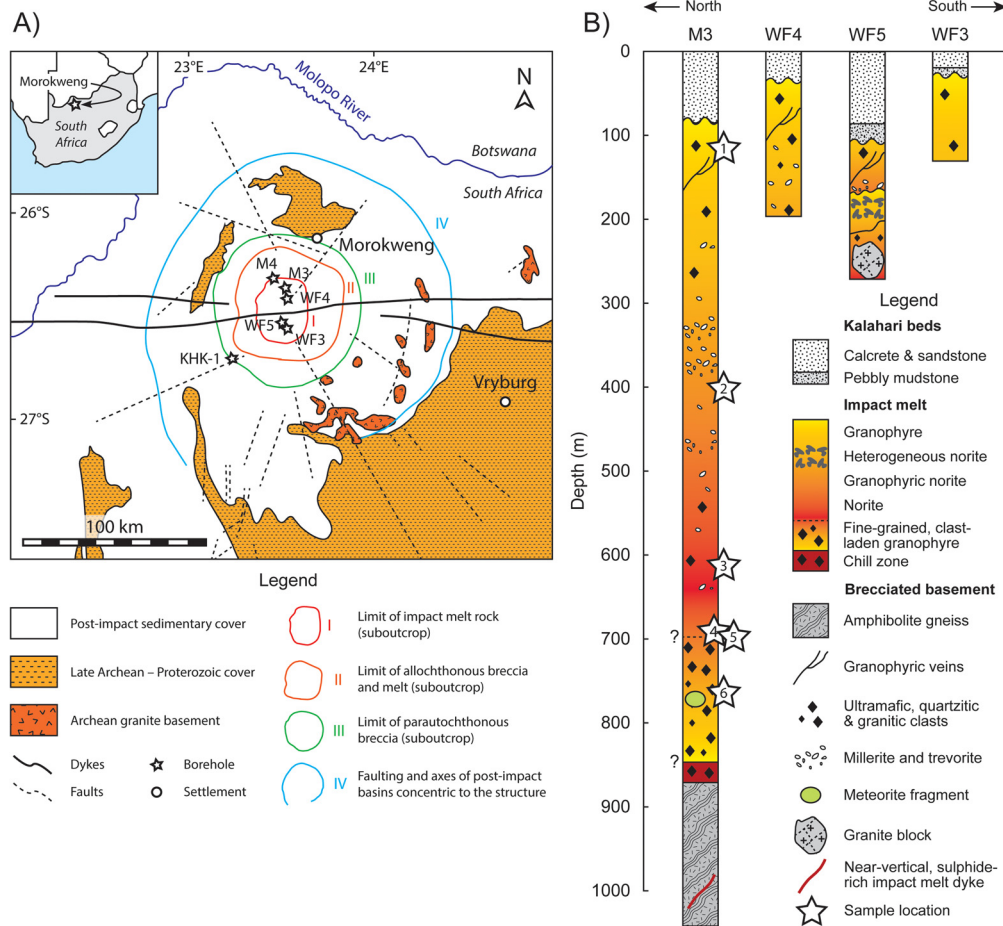 A)
Morokweng
South
Africa
23°E
24°E
Molopo River
N
Botswana
South Africa
26°S
27°S
IV
Morokweng
III
M4
M3
II
WF4
I
WF5
WF3
KHK-1
Vryburg
100 km
Legend
Post-impact sedimentary cover
Late Archean – Proterozoic cover
Archean granite basement
Dykes
Borehole
Faults
Settlement
I
Limit of impact melt rock
(suboutcrop)
II
Limit of allochthonous breccia
and melt (suboutcrop)
III
Limit of parautochthonous
breccia (suboutcrop)
IV
Faulting and axes of post-impact
basins concentric to the structure
B)
North
South
M3
WF4
WF5
WF3
Depth (m)
0
100
200
300
400
500
600
700
800
900
1000
1
2
3
4
5
6
?
?
Legend
Kalahari beds
Calcrete & sandstone
Pebbly mudstone
Impact melt
Granophyre
Heterogeneous norite
Granophyric norite
Norite
Fine-grained, clast-
laden granophyre
Chill zone
Brecciated basement
Amphibolite gneiss
Granophyric veins
Ultramafic, quartzitic
& granitic clasts
Millerite and trevorite
Meteorite fragment
Granite block
Near-vertical, sulphide-
rich impact melt dyke
Sample location